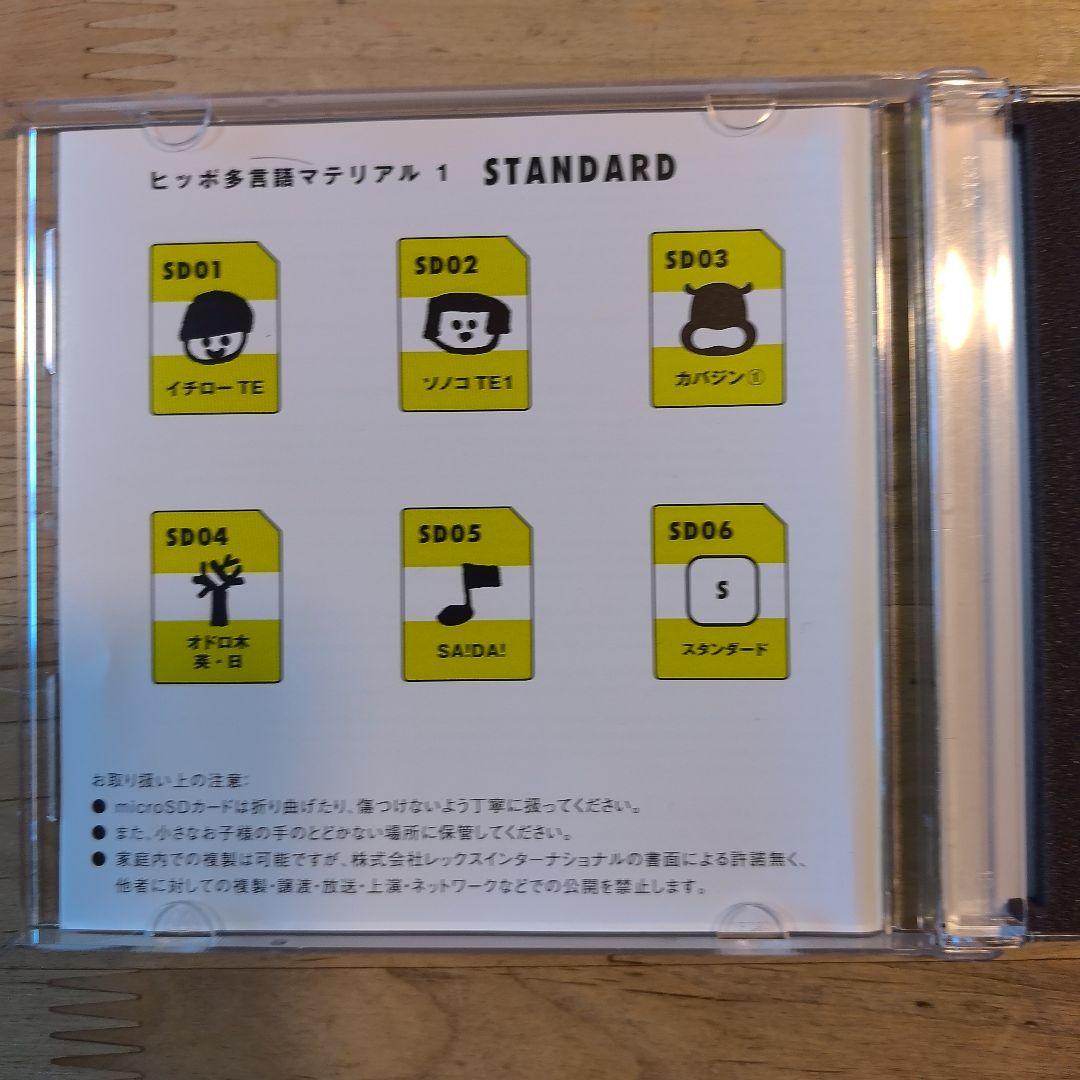 ヒッポ多言語マテリアル 1 STANDARD
SD01
イチロー TE
SD02
ソノコ TE1
SD03
カバジン①
SD04
オドロ木
英・日
SD05
SA!DA!
SD06
S
スタンダード
お取り扱い上の注意:
● microSDカードは折り曲げたり、傷つけないよう丁寧に扱ってください。
● また、小さなお子様の手のとどかない場所に保管してください。
● 家庭内での複製は可能ですが、株式会社レックスインターナショナルの書面による許諾無く、
他者に対しての複製・譲渡・放送・上演・ネットワークなどでの公開を禁止します。